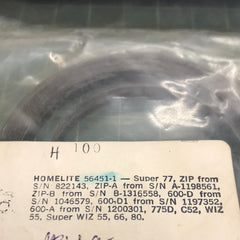 H 100
HOMELITE 56451-1 — Super 77, ZIP from
S/N 822143, ZIP-A from S/N A-1198561,
ZIP-B from S/N B-1316558, 600-D from
S/N 1046579, 600-D1 from S/N 1197352,
600-A from S/N 1200301, 775D, C52, WIZ
55, Super WIZ 55, 66, 80.